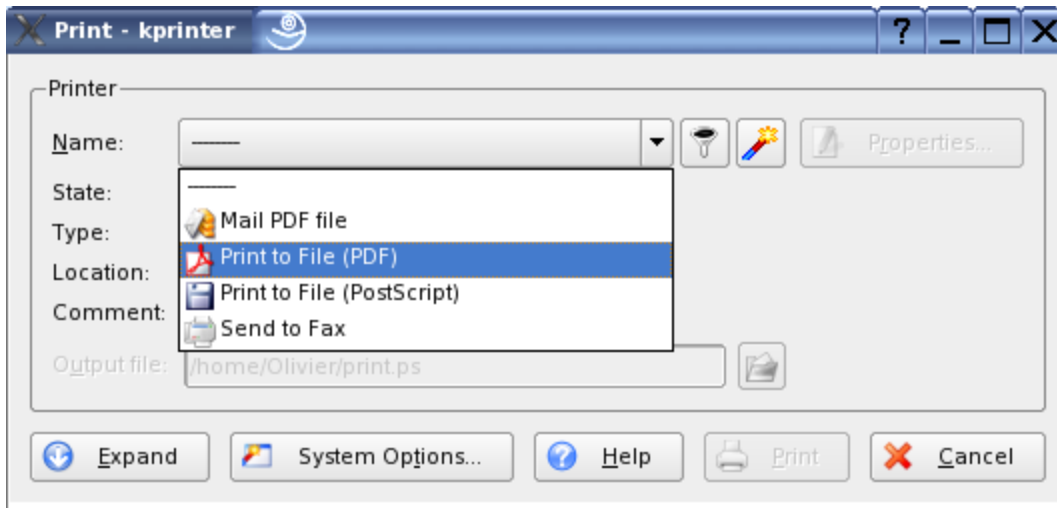 Print - kprinter
Printer
Name:
Properties...
State:
Mail PDF file
Type:
Print to File (PDF)
Location:
Print to File (PostScript)
Comment:
Send to Fax
Output file: /home/Olivier/print.ps
Expand System Options... Help Print Cancel